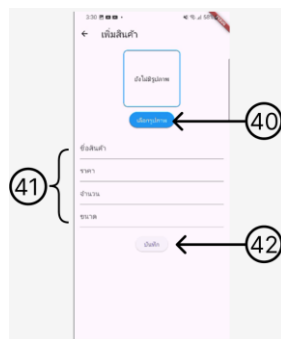 3:30
← เพิ่มสินค้า
ยังไม่มีรูปภาพ
เลือกรูปภาพ
40
ชื่อสินค้า
ราคา
41
จำนวน
ขนาด
บันทึก
42